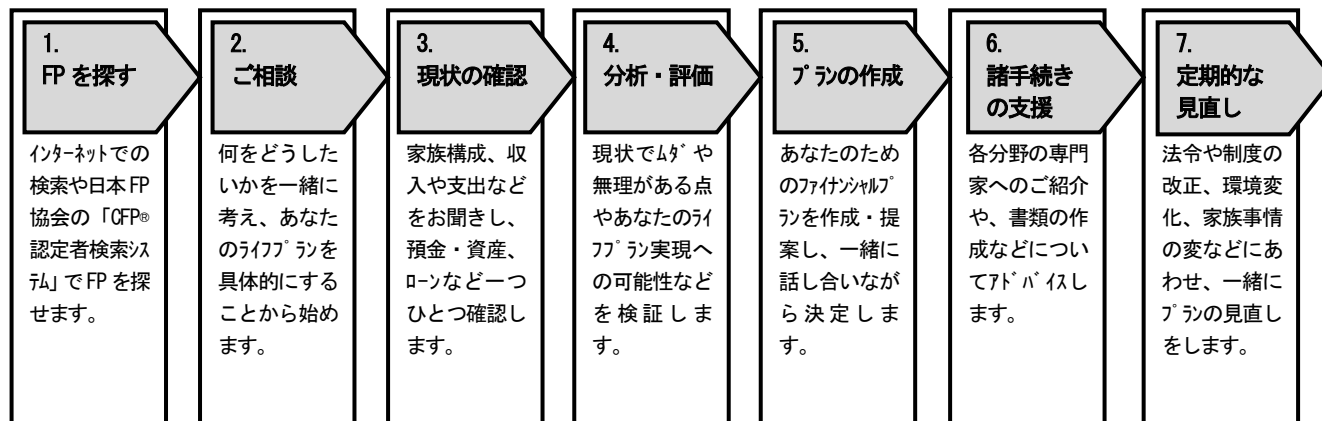 1.
FPを探す
ｲﾝﾀｰﾈｯﾄでの
検索や日本FP
協会の「CFP®
認定者検索ｼｽ
ﾃﾑ」でFPを探
せます。
2.
ご相談
何をどうした
いかを一緒に
考え、あなた
のﾗｲﾌﾌﾟﾗﾝを
具体的にする
ことから始め
ます。
3.
現状の確認
家族構成、収
入や支出など
をお聞きし、
預金・資産、
ﾛｰﾝなど一つ
ひとつ確認し
ます。
4.
分析・評価
現状でﾑﾀﾞや
無理がある点
やあなたのﾗｲ
ﾌﾌﾟﾗﾝ実現へ
の可能性など
を検証しま
す。
5.
ﾌﾟﾗﾝの作成
あなたのため
のﾌｧｲﾅﾝｼｬﾙﾌﾟ
ﾗﾝを作成・提
案し、一緒に
話し合いなが
ら決定しま
す。
6.
諸手続き
の支援
各分野の専門
家へのご紹介
や、書類の作
成などについ
てｱﾄﾞﾊﾞｲｽし
ます。
7.
定期的な
見直し
法令や制度の
改正、環境変
化、家族事情
の変などにあ
わせ、一緒に
ﾌﾟﾗﾝの見直し
をします。